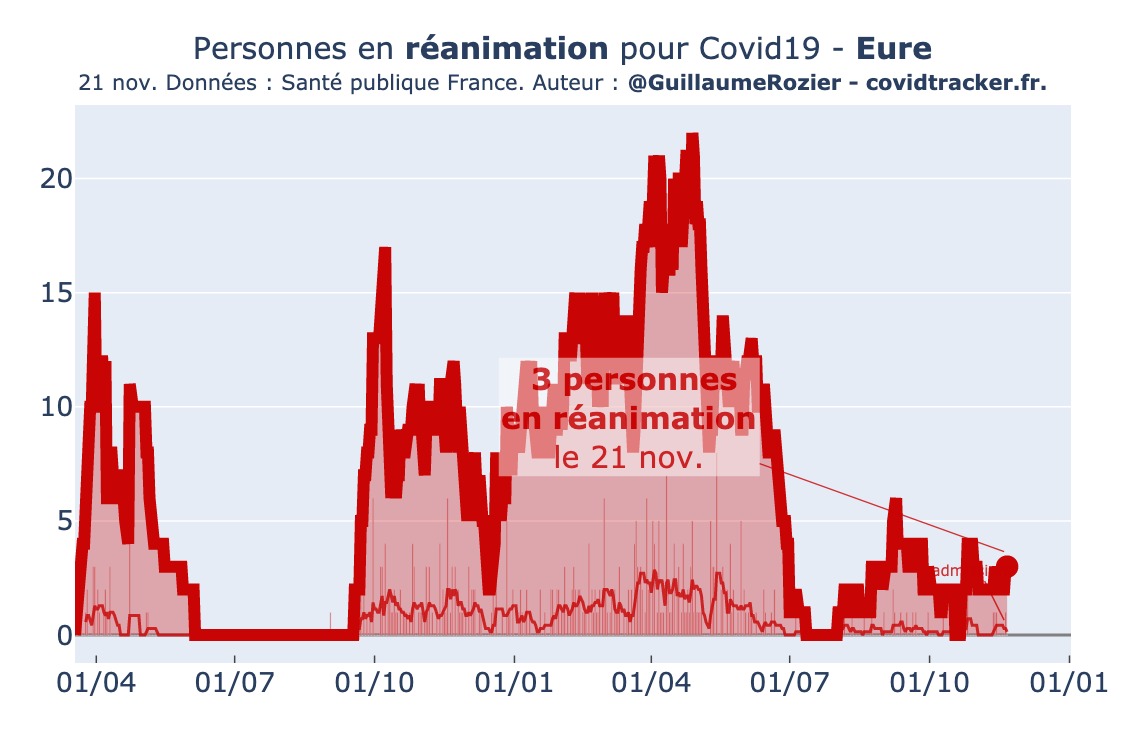 Personnes en réanimation pour Covid19 - Eure
21 nov. Données : Santé publique France. Auteur : @GuillaumeRozier - covidtracker.fr.
20
15
10
5
0
3 personnes
en réanimation
le 21 nov.
01/04 01/07 01/10 01/01 01/04 01/07 01/10 01/01